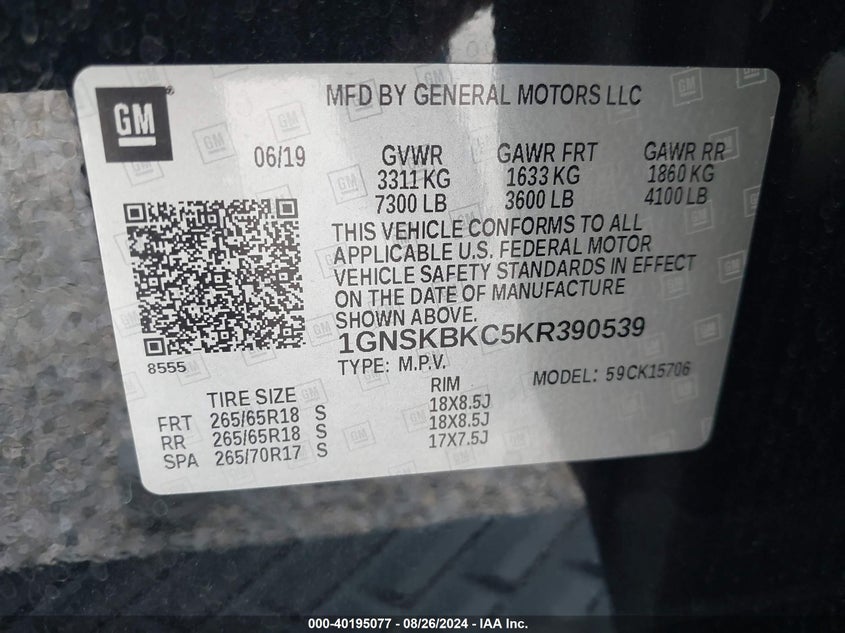 GM
MFD BY GENERAL MOTORS LLC
06/19
GVWR GAWR FRT GAWR RR
3311 KG 1633 KG 1860 KG
7300 LB 3600 LB 4100 LB
THIS VEHICLE CONFORMS TO ALL
APPLICABLE U.S. FEDERAL MOTOR
VEHICLE SAFETY STANDARDS IN EFFECT
ON THE DATE OF MANUFACTURE
SHOWN ABOVE.
1GNSKBKC5KR390539
8555
TYPE: M.P.V. MODEL: 59CK15706
TIRE SIZE RIM
FRT 265/65R18 S 18X8.5J
RR 265/65R18 S 18X8.5J
SPA 265/70R17 S 17X7.5J
000-40195077 - 08/26/2024 - IAA Inc.